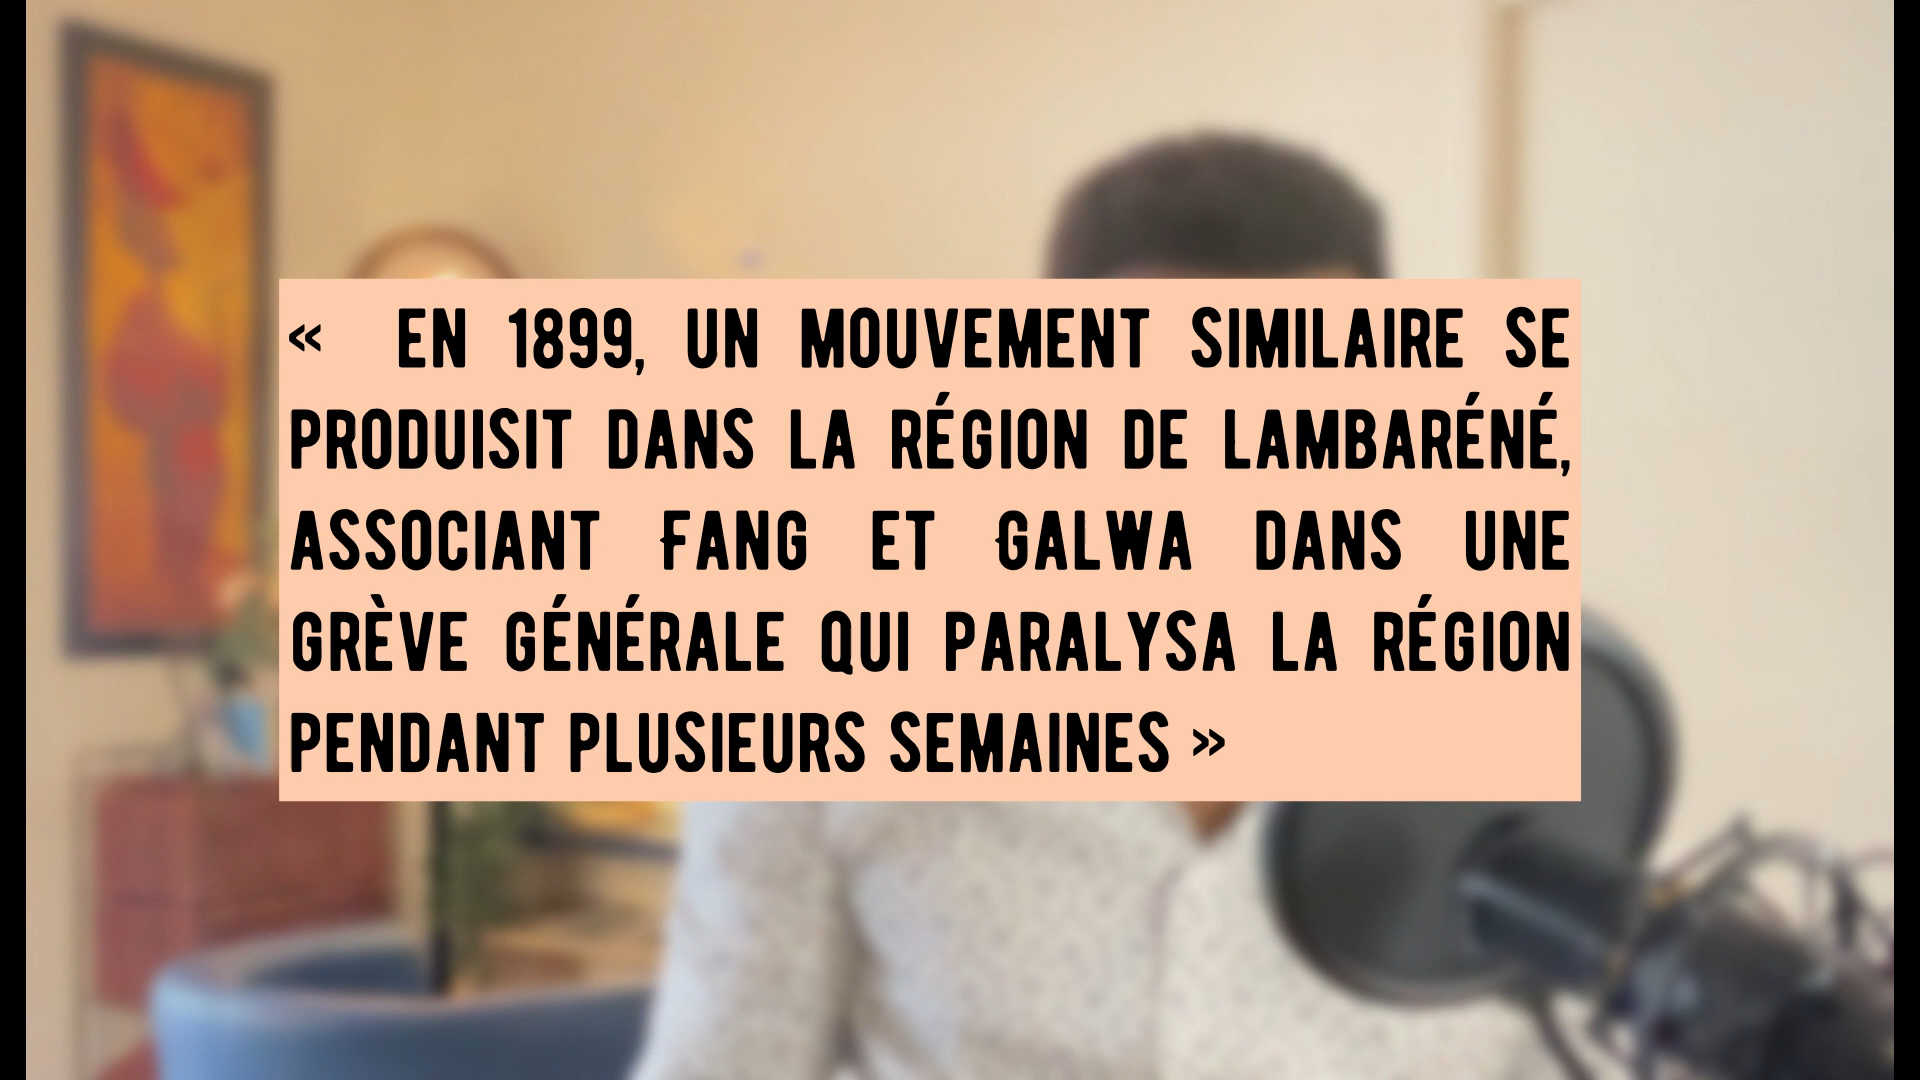 « EN 1899, UN MOUVEMENT SIMILAIRE SE
PRODUISIT DANS LA RÉGION DE LAMBARÉNÉ,
ASSOCIANT FANG ET GALWA DANS UNE
GRÈVE GÉNÉRALE QUI PARALYSA LA RÉGION
PENDANT PLUSIEURS SEMAINES »